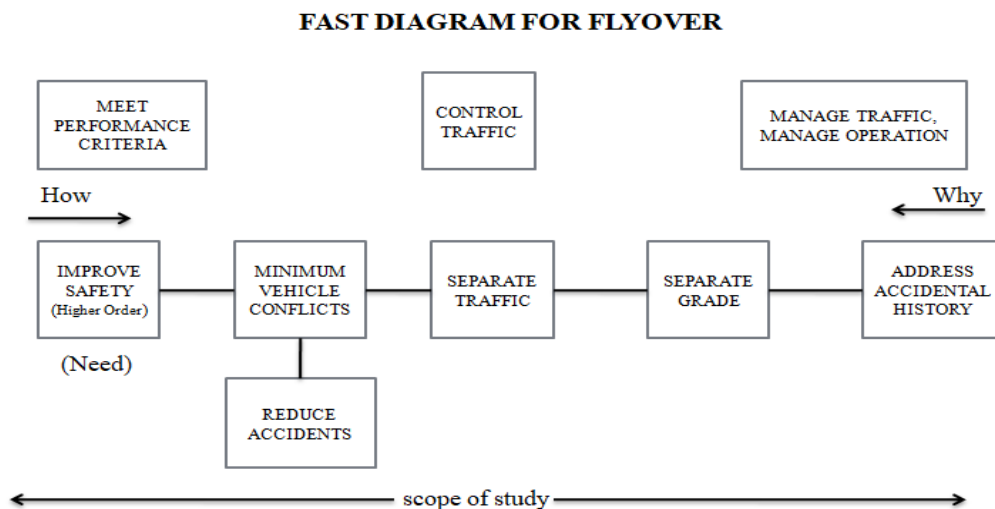 FAST DIAGRAM FOR FLYOVER
MEET
PERFORMANCE
CRITERIA
CONTROL
TRAFFIC
MANAGE TRAFFIC,
MANAGE OPERATION
How
Why
IMPROVE
SAFETY
(Higher Order)
MINIMUM
VEHICLE
CONFLICTS
SEPARATE
TRAFFIC
SEPARATE
GRADE
ADDRESS
ACCIDENTAL
HISTORY
(Need)
REDUCE
ACCIDENTS
scope of study